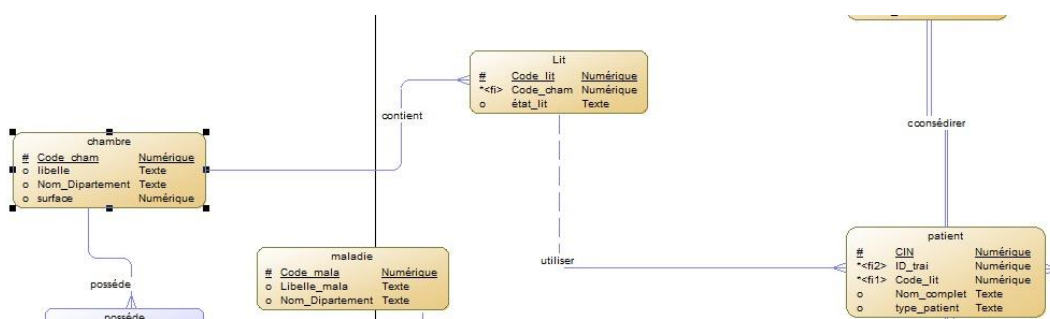 Lit
# Code_lit Numérique
*<fi> Code_cham Numérique
o état_lit Texte
contient
coonsédirer
chambre
# Code_cham Numérique
o libelle Texte
o Nom_Dipartement Texte
o surface Numérique
utiliser
patient
# CIN Numérique
*<fi2> ID_trai Numérique
*<fi1> Code_lit Numérique
o Nom_complet Texte
o type_patient Texte
maladie
# Code_mala Numérique
o Libelle_mala Texte
o Nom_Dipartement Texte
posséde
posséde